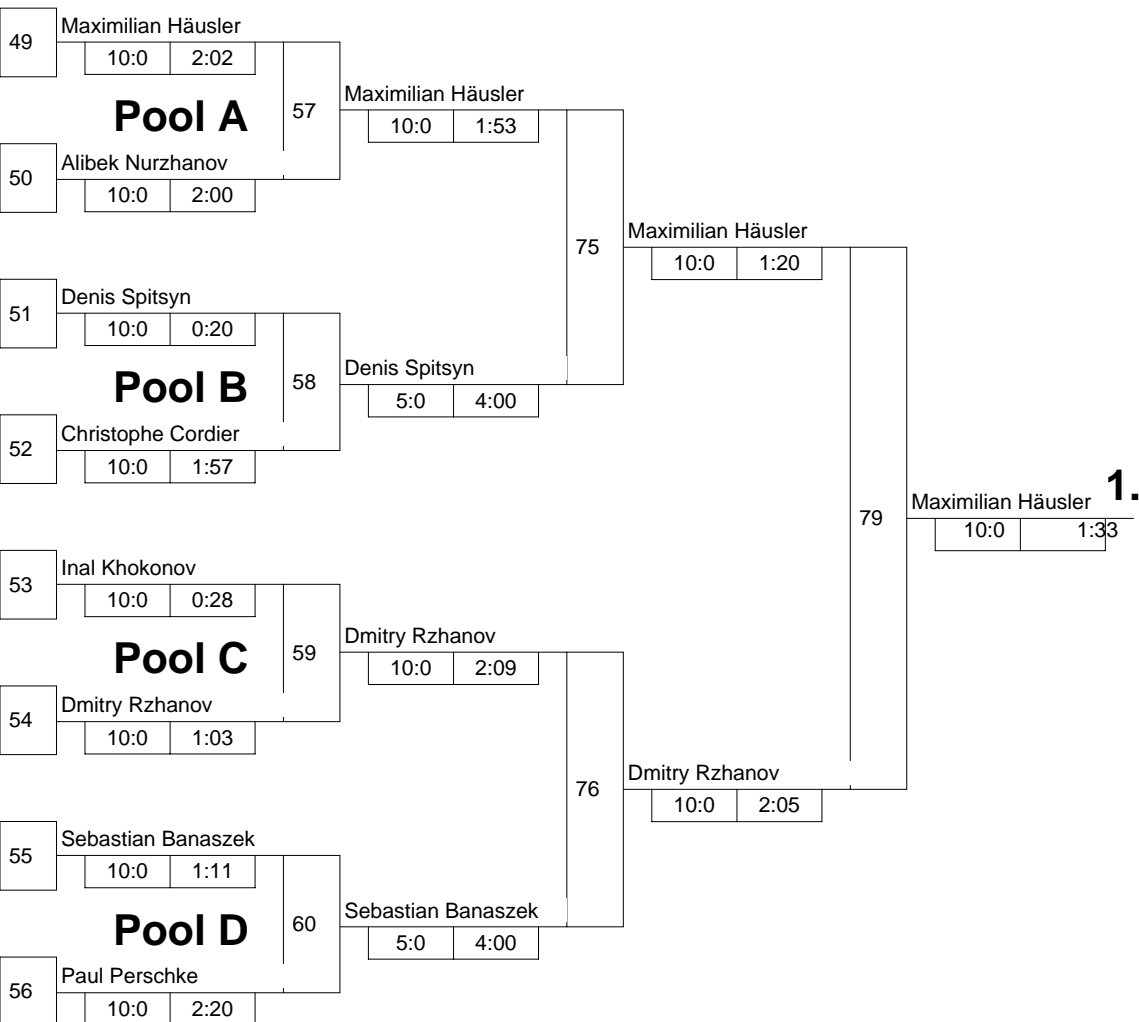 49
Maximilian Häusler
10:0 2:02
Pool A
57
Maximilian Häusler
10:0 1:53
50
Alibek Nurzhanov
10:0 2:00
75
Maximilian Häusler
10:0 1:20
51
Denis Spitsyn
10:0 0:20
Pool B
58
Denis Spitsyn
5:0 4:00
52
Christophe Cordier
10:0 1:57
79
Maximilian Häusler 1.
10:0 1:33
53
Inal Khokonov
10:0 0:28
Pool C
59
Dmitry Rzhanov
10:0 2:09
54
Dmitry Rzhanov
10:0 1:03
76
Dmitry Rzhanov
10:0 2:05
55
Sebastian Banaszek
10:0 1:11
Pool D
60
Sebastian Banaszek
5:0 4:00
56
Paul Perschke
10:0 2:20